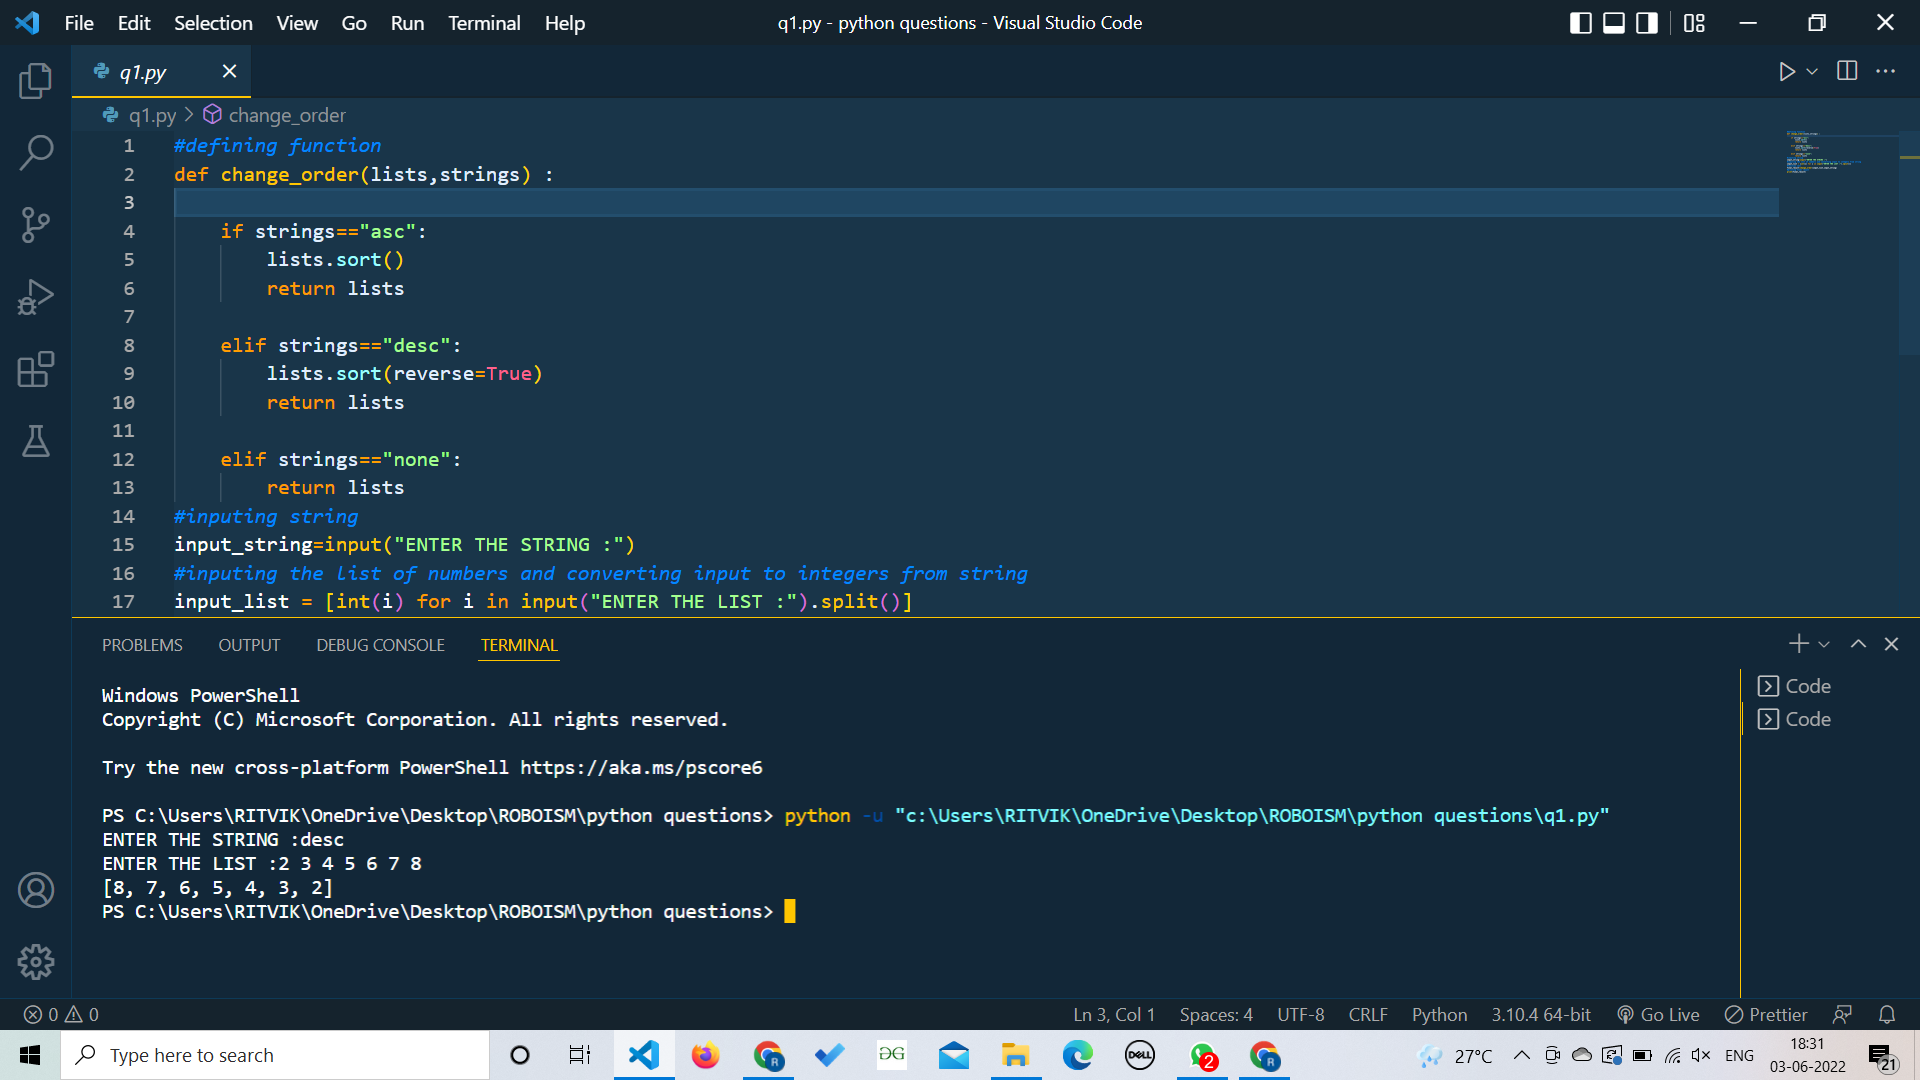 File Edit Selection View Go Run Terminal Help
q1.py - python questions - Visual Studio Code
q1.py
q1.py > change_order
1 #defining function
2 def change_order(lists,strings) :
3
4 if strings=="asc":
5 lists.sort()
6 return lists
7
8 elif strings=="desc":
9 lists.sort(reverse=True)
10 return lists
11
12 elif strings=="none":
13 return lists
14 #inputing string
15 input_string=input("ENTER THE STRING :")
16 #inputing the list of numbers and converting input to integers from string
17 input_list = [int(i) for i in input("ENTER THE LIST :").split()]
PROBLEMS OUTPUT DEBUG CONSOLE TERMINAL
Windows PowerShell
Copyright (C) Microsoft Corporation. All rights reserved.
Try the new cross-platform PowerShell https://aka.ms/pscore6
PS C:\Users\RITVIK\OneDrive\Desktop\ROBOISM\python questions> python -u "c:\Users\RITVIK\OneDrive\Desktop\ROBOISM\python questions\q1.py"
ENTER THE STRING :desc
ENTER THE LIST :2 3 4 5 6 7 8
[8, 7, 6, 5, 4, 3, 2]
PS C:\Users\RITVIK\OneDrive\Desktop\ROBOISM\python questions>
Code
Code
0 0
Ln 3, Col 1 Spaces: 4 UTF-8 CRLF Python 3.10.4 64-bit Go Live Prettier
Type here to search
R
DELL
2
R
27°C
ENG
18:31
03-06-2022
21